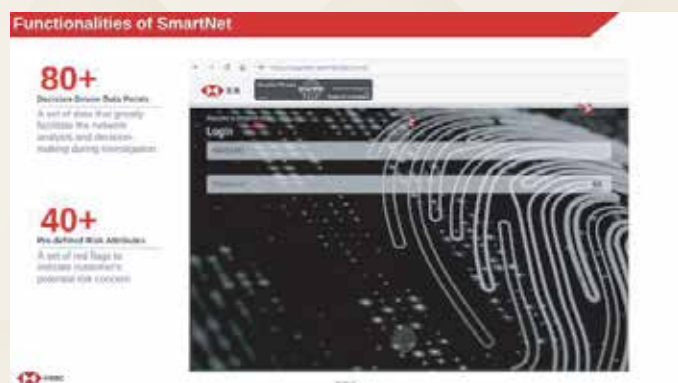 Functionalities of SmartNet
80+
Decision-Driven Data Points
A set of data that greatly
facilitate the network
analysis and decision-
making during investigation
40+
Pre-defined Risk Attributes
A set of red flags to
indicate customer's
potential risk concern
Login
Password
HSBC